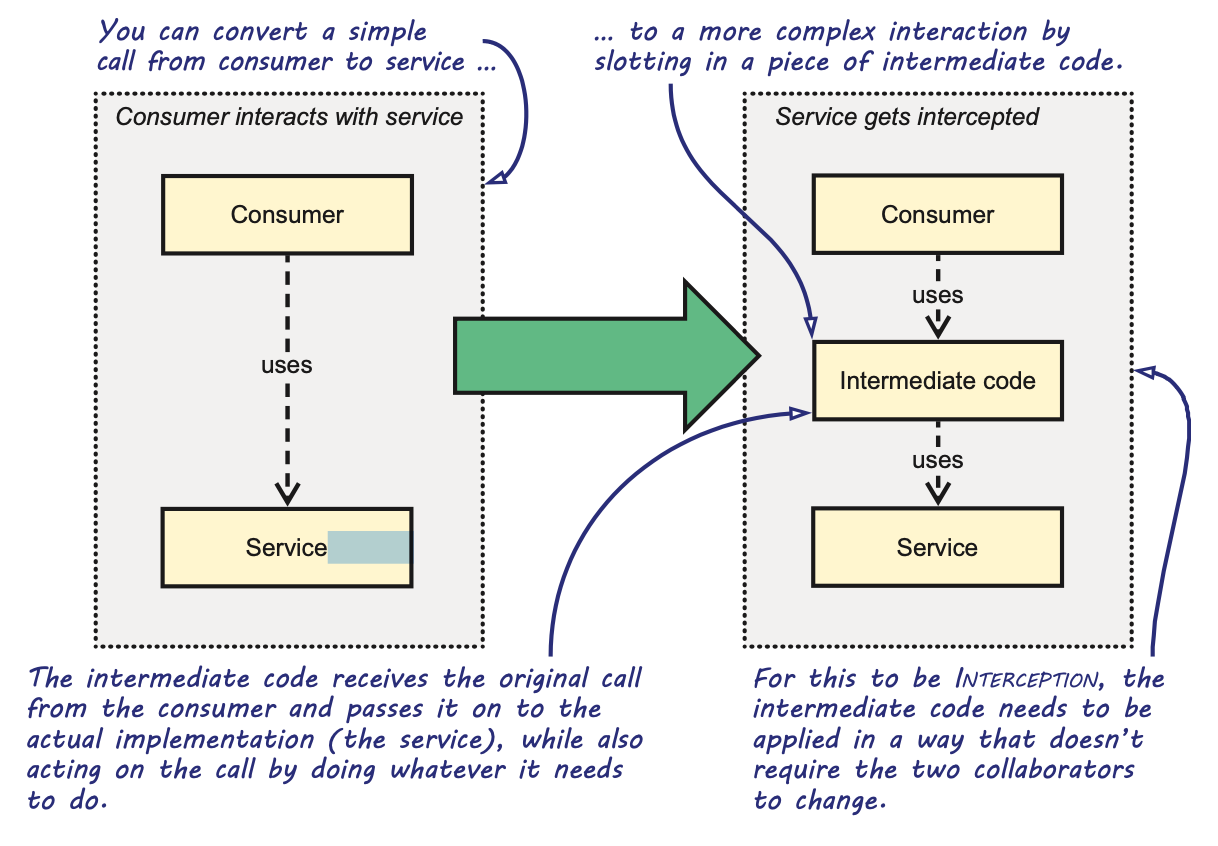 You can convert a simple
call from consumer to service ...
... to a more complex interaction by
slotting in a piece of intermediate code.
Consumer interacts with service
Consumer
uses
Service
Service gets intercepted
Consumer
uses
Intermediate code
uses
Service
The intermediate code receives the original call
from the consumer and passes it on to the
actual implementation (the service), while also
acting on the call by doing whatever it needs
to do.
For this to be INTERCEPTION, the
intermediate code needs to be
applied in a way that doesn't
require the two collaborators
to change.